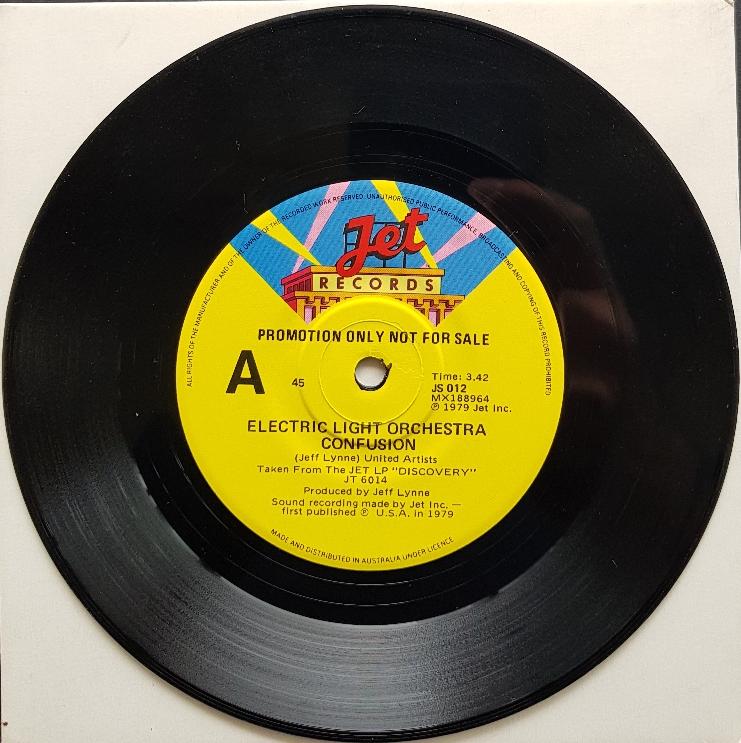 ALL RIGHTS OF THE MANUFACTURER AND OF THE OWNER OF THE RECORDED WORK RESERVED. UNAUTHORISED PUBLIC PERFORMANCE, BROADCASTING AND COPYING OF THIS RECORD PROHIBITED
Jet
RECORDS
PROMOTION ONLY NOT FOR SALE
A
45
Time: 3.42
JS 012
MX188964
℗ 1979 Jet Inc.
ELECTRIC LIGHT ORCHESTRA
CONFUSION
(Jeff Lynne) United Artists
Taken From The JET LP "DISCOVERY"
JT 6014
Produced by Jeff Lynne
Sound recording made by Jet Inc. —
first published ℗ U.S.A. in 1979
MADE AND DISTRIBUTED IN AUSTRALIA UNDER LICENCE